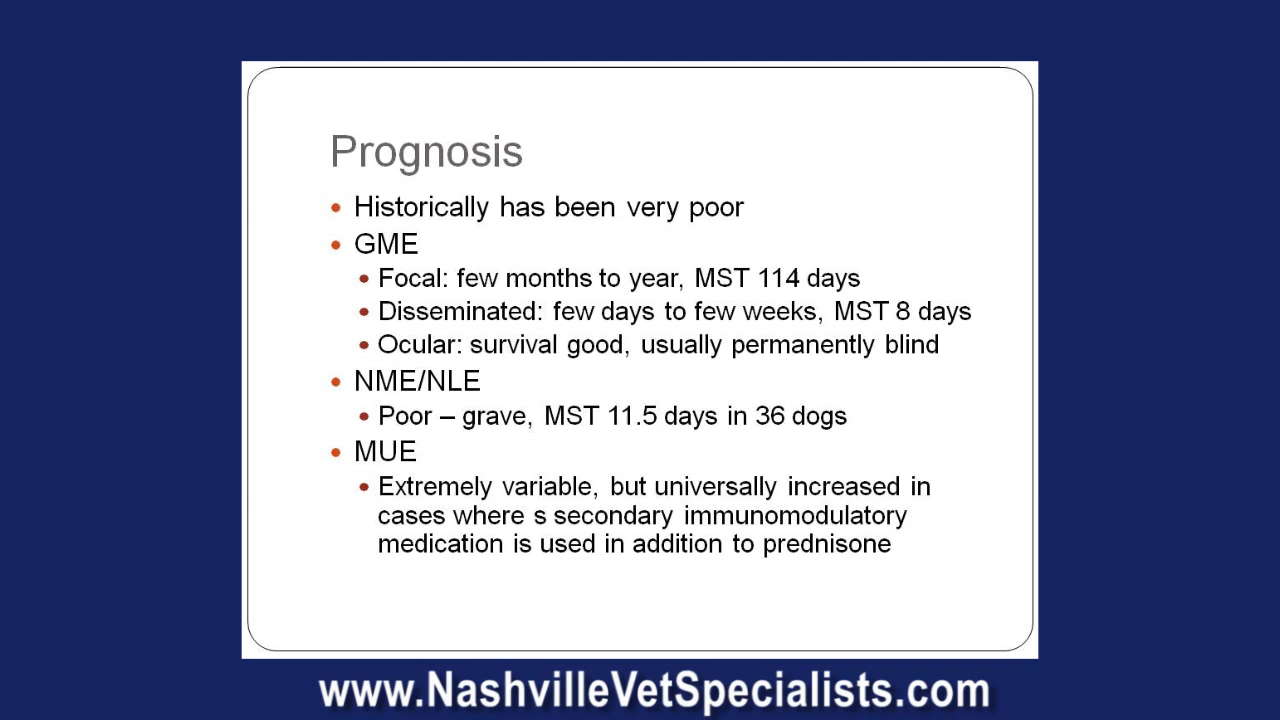 Prognosis
• Historically has been very poor
• GME
• Focal: few months to year, MST 114 days
• Disseminated: few days to few weeks, MST 8 days
• Ocular: survival good, usually permanently blind
• NME/NLE
• Poor – grave, MST 11.5 days in 36 dogs
• MUE
• Extremely variable, but universally increased in
cases where s secondary immunomodulatory
medication is used in addition to prednisone
www.NashvilleVetSpecialists.com